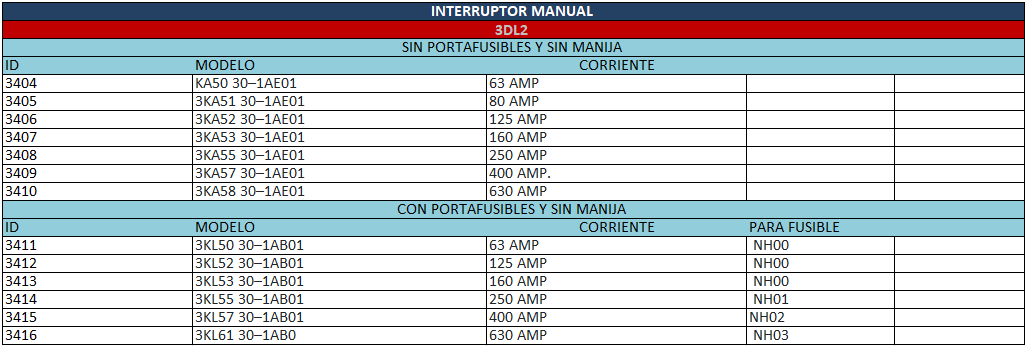 INTERRUPTOR MANUAL
3DL2
SIN PORTAFUSIBLES Y SIN MANIJA
ID MODELO CORRIENTE
3404 KA50 30–1AE01 63 AMP
3405 3KA51 30–1AE01 80 AMP
3406 3KA52 30–1AE01 125 AMP
3407 3KA53 30–1AE01 160 AMP
3408 3KA55 30–1AE01 250 AMP
3409 3KA57 30–1AE01 400 AMP.
3410 3KA58 30–1AE01 630 AMP
CON PORTAFUSIBLES Y SIN MANIJA
ID MODELO CORRIENTE PARA FUSIBLE
3411 3KL50 30–1AB01 63 AMP NH00
3412 3KL52 30–1AB01 125 AMP NH00
3413 3KL53 30–1AB01 160 AMP NH00
3414 3KL55 30–1AB01 250 AMP NH01
3415 3KL57 30–1AB01 400 AMP NH02
3416 3KL61 30–1AB0 630 AMP NH03